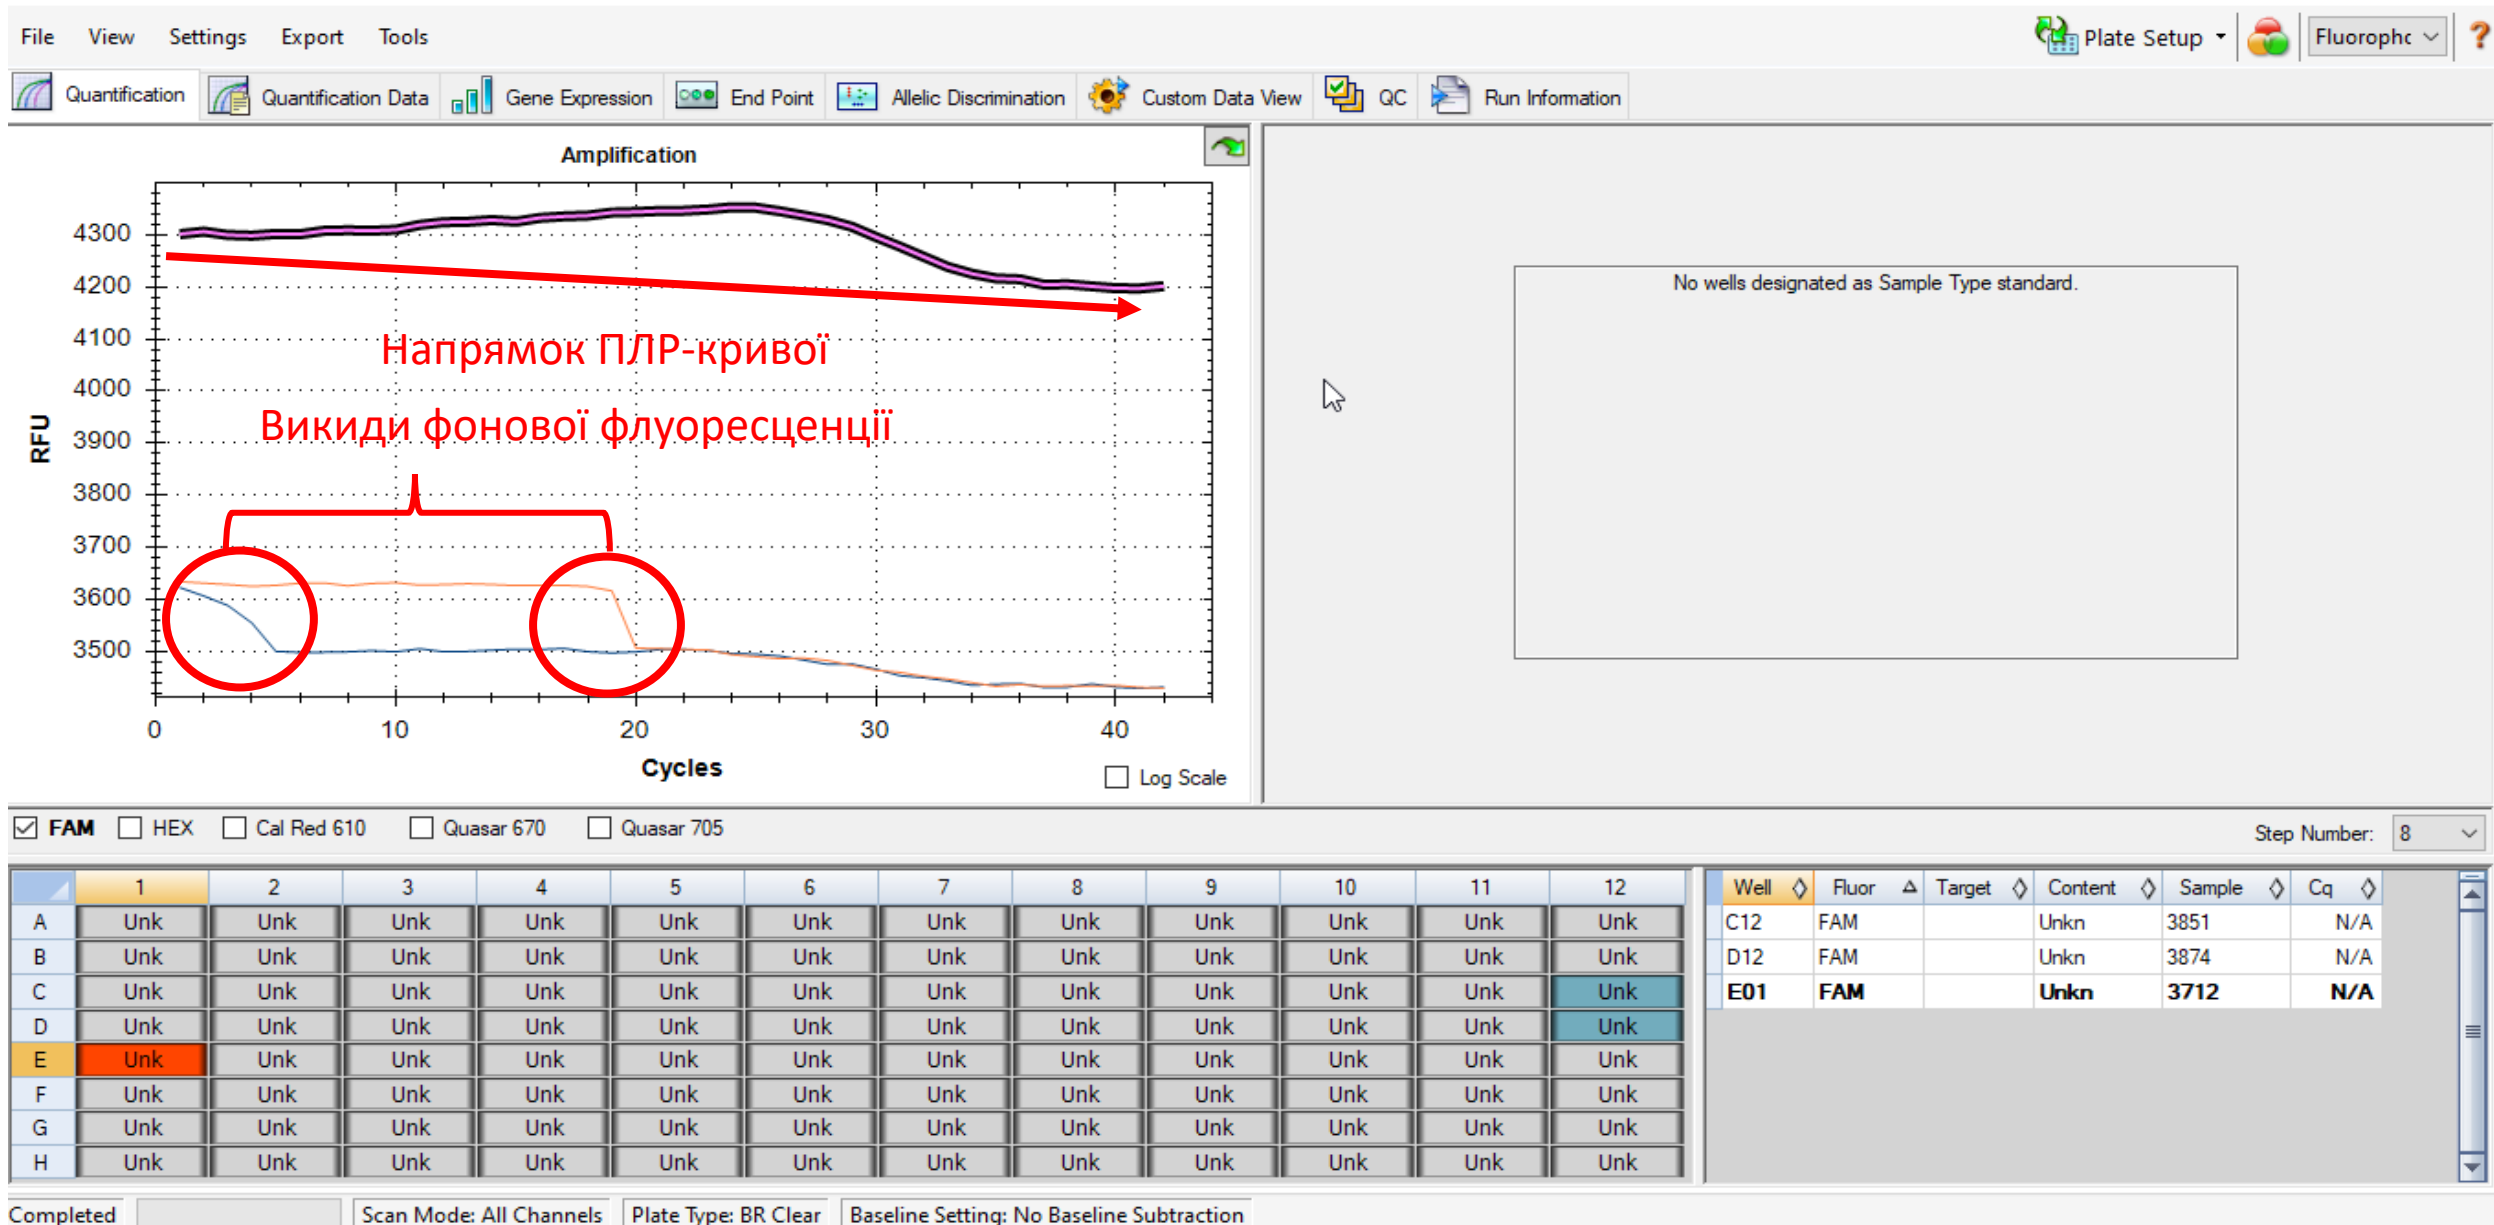 File View Settings Export Tools Plate Setup Fluorophc ?
Quantification Quantification Data Gene Expression End Point Allelic Discrimination Custom Data View QC Run Information
Amplification
4300
4200
4100
4000
3900
3800
3700
3600
3500
RFU
Напрямок ПЛР-кривої
Викиди фонової флуоресценції
0 10 20 30 40
Cycles
Log Scale
No wells designated as Sample Type standard.
FAM HEX Cal Red 610 Quasar 670 Quasar 705 Step Number: 8
1 2 3 4 5 6 7 8 9 10 11 12
A Unk Unk Unk Unk Unk Unk Unk Unk Unk Unk Unk Unk
B Unk Unk Unk Unk Unk Unk Unk Unk Unk Unk Unk Unk
C Unk Unk Unk Unk Unk Unk Unk Unk Unk Unk Unk Unk
D Unk Unk Unk Unk Unk Unk Unk Unk Unk Unk Unk Unk
E Unk Unk Unk Unk Unk Unk Unk Unk Unk Unk Unk Unk
F Unk Unk Unk Unk Unk Unk Unk Unk Unk Unk Unk Unk
G Unk Unk Unk Unk Unk Unk Unk Unk Unk Unk Unk Unk
H Unk Unk Unk Unk Unk Unk Unk Unk Unk Unk Unk Unk
Well Fluor Target Content Sample Cq
C12 FAM Unkn 3851 N/A
D12 FAM Unkn 3874 N/A
E01 FAM Unkn 3712 N/A
Completed Scan Mode: All Channels Plate Type: BR Clear Baseline Setting: No Baseline Subtraction